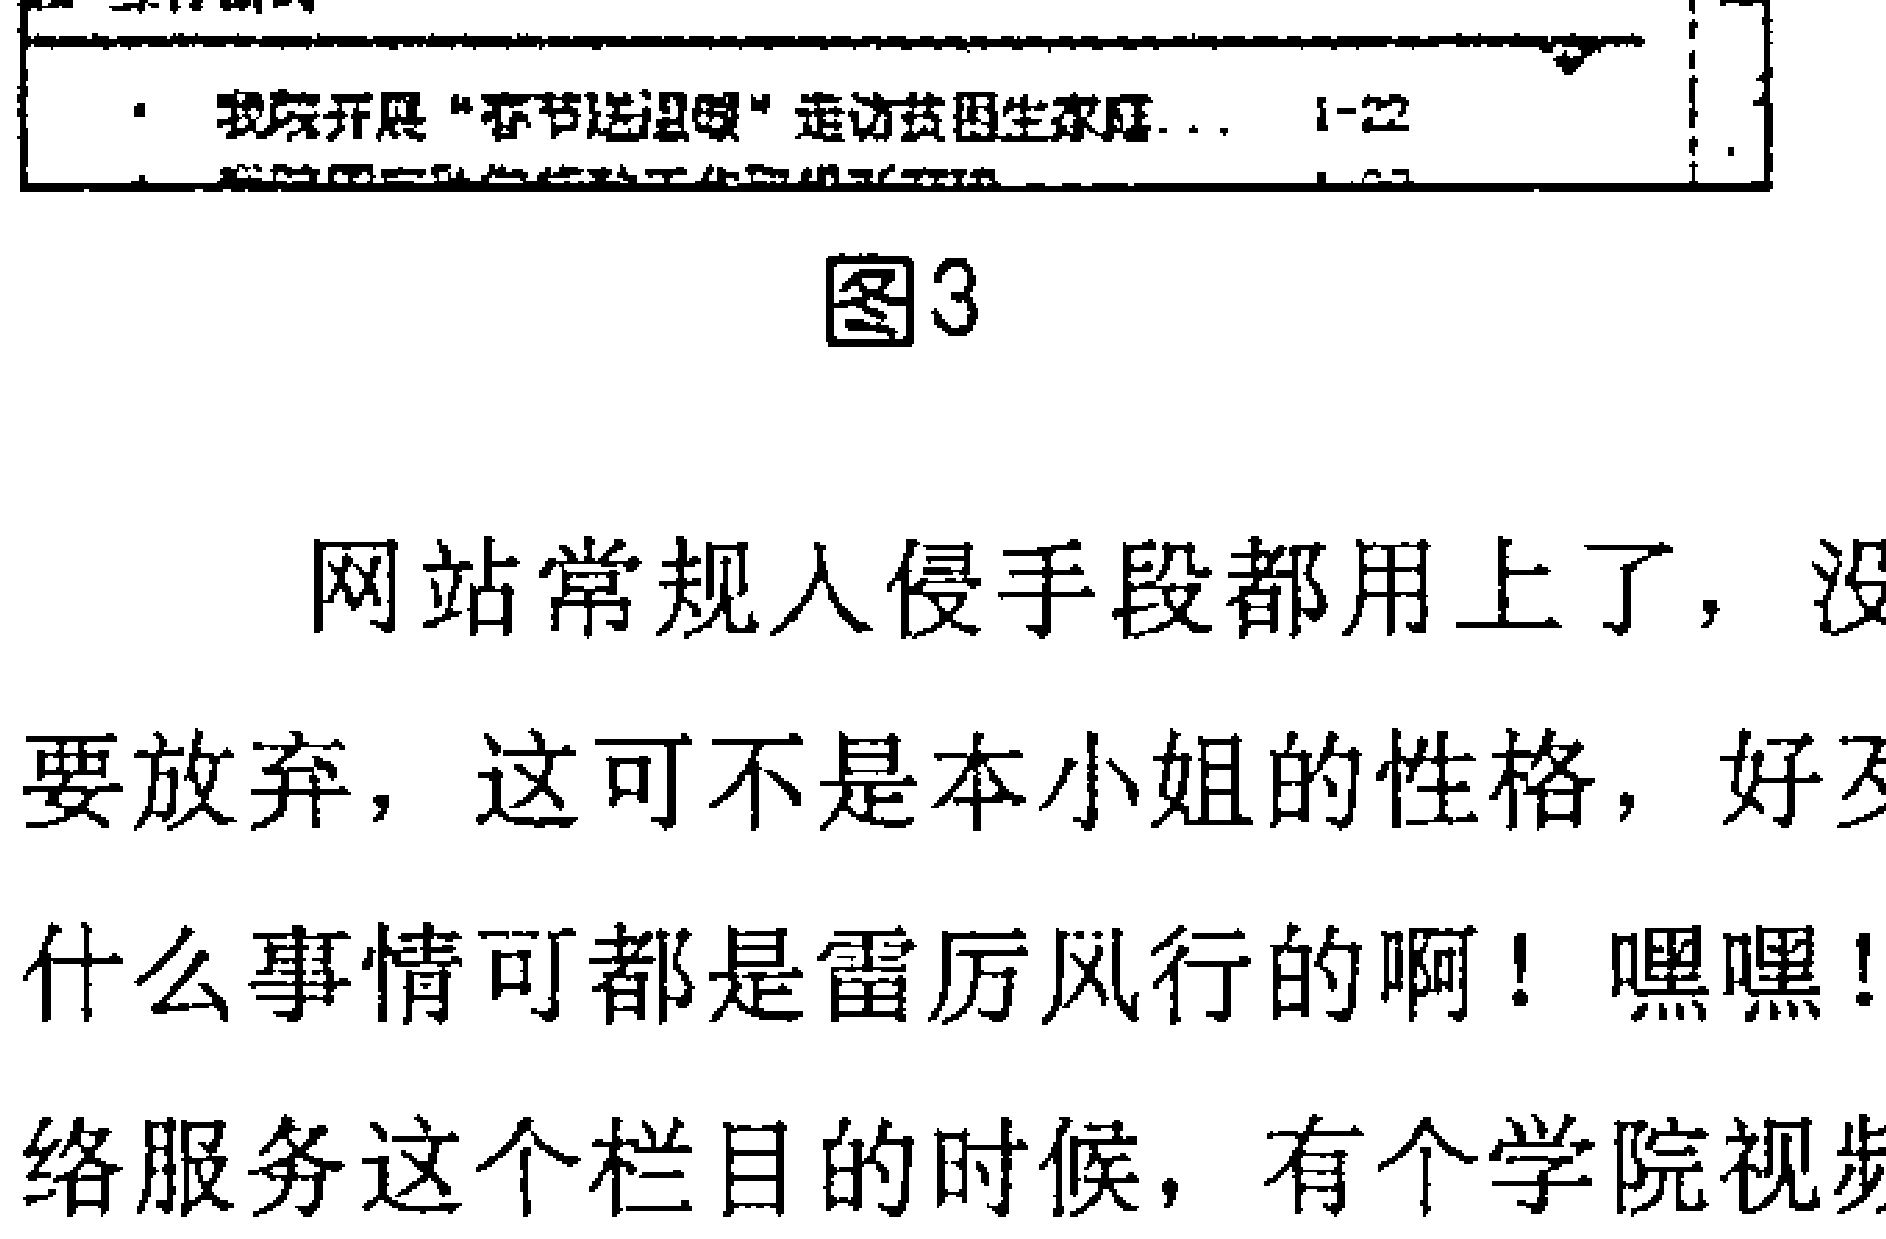 我院开展“春节送温暖”走访贫困生家庭... 1-22
图3
网站常规入侵手段都用上了，没
要放弃，这可不是本小姐的性格，好歹
什么事情可都是雷厉风行的啊！嘿嘿！
络服务这个栏目的时候，有个学院视频